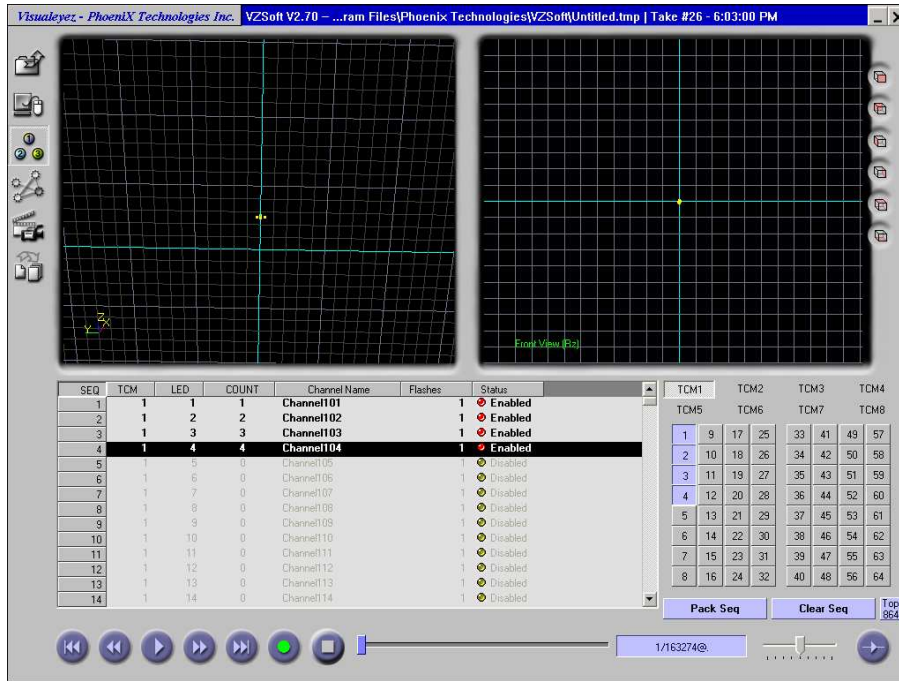 Visualeyez - PhoeniX Technologies Inc. VZSoft V2.70 – ...ram Files\Phoenix Technologies\VZSoft\Untitled.tmp | Take #26 - 6:03:00 PM
Z
Y X
Front View (Rz)
SEQ TCM LED COUNT Channel Name Flashes Status
1 1 1 1 Channel101 1 Enabled
2 1 2 2 Channel102 1 Enabled
3 1 3 3 Channel103 1 Enabled
4 1 4 4 Channel104 1 Enabled
5 1 5 0 Channel105 1 Disabled
6 1 6 0 Channel106 1 Disabled
7 1 7 0 Channel107 1 Disabled
8 1 8 0 Channel108 1 Disabled
9 1 9 0 Channel109 1 Disabled
10 1 10 0 Channel110 1 Disabled
11 1 11 0 Channel111 1 Disabled
12 1 12 0 Channel112 1 Disabled
13 1 13 0 Channel113 1 Disabled
14 1 14 0 Channel114 1 Disabled
TCM1 TCM2 TCM3 TCM4
TCM5 TCM6 TCM7 TCM8
1 9 17 25 33 41 49 57
2 10 18 26 34 42 50 58
3 11 19 27 35 43 51 59
4 12 20 28 36 44 52 60
5 13 21 29 37 45 53 61
6 14 22 30 38 46 54 62
7 15 23 31 39 47 55 63
8 16 24 32 40 48 56 64
Pack Seq Clear Seq Top
864
1/163274@.
1
2 3